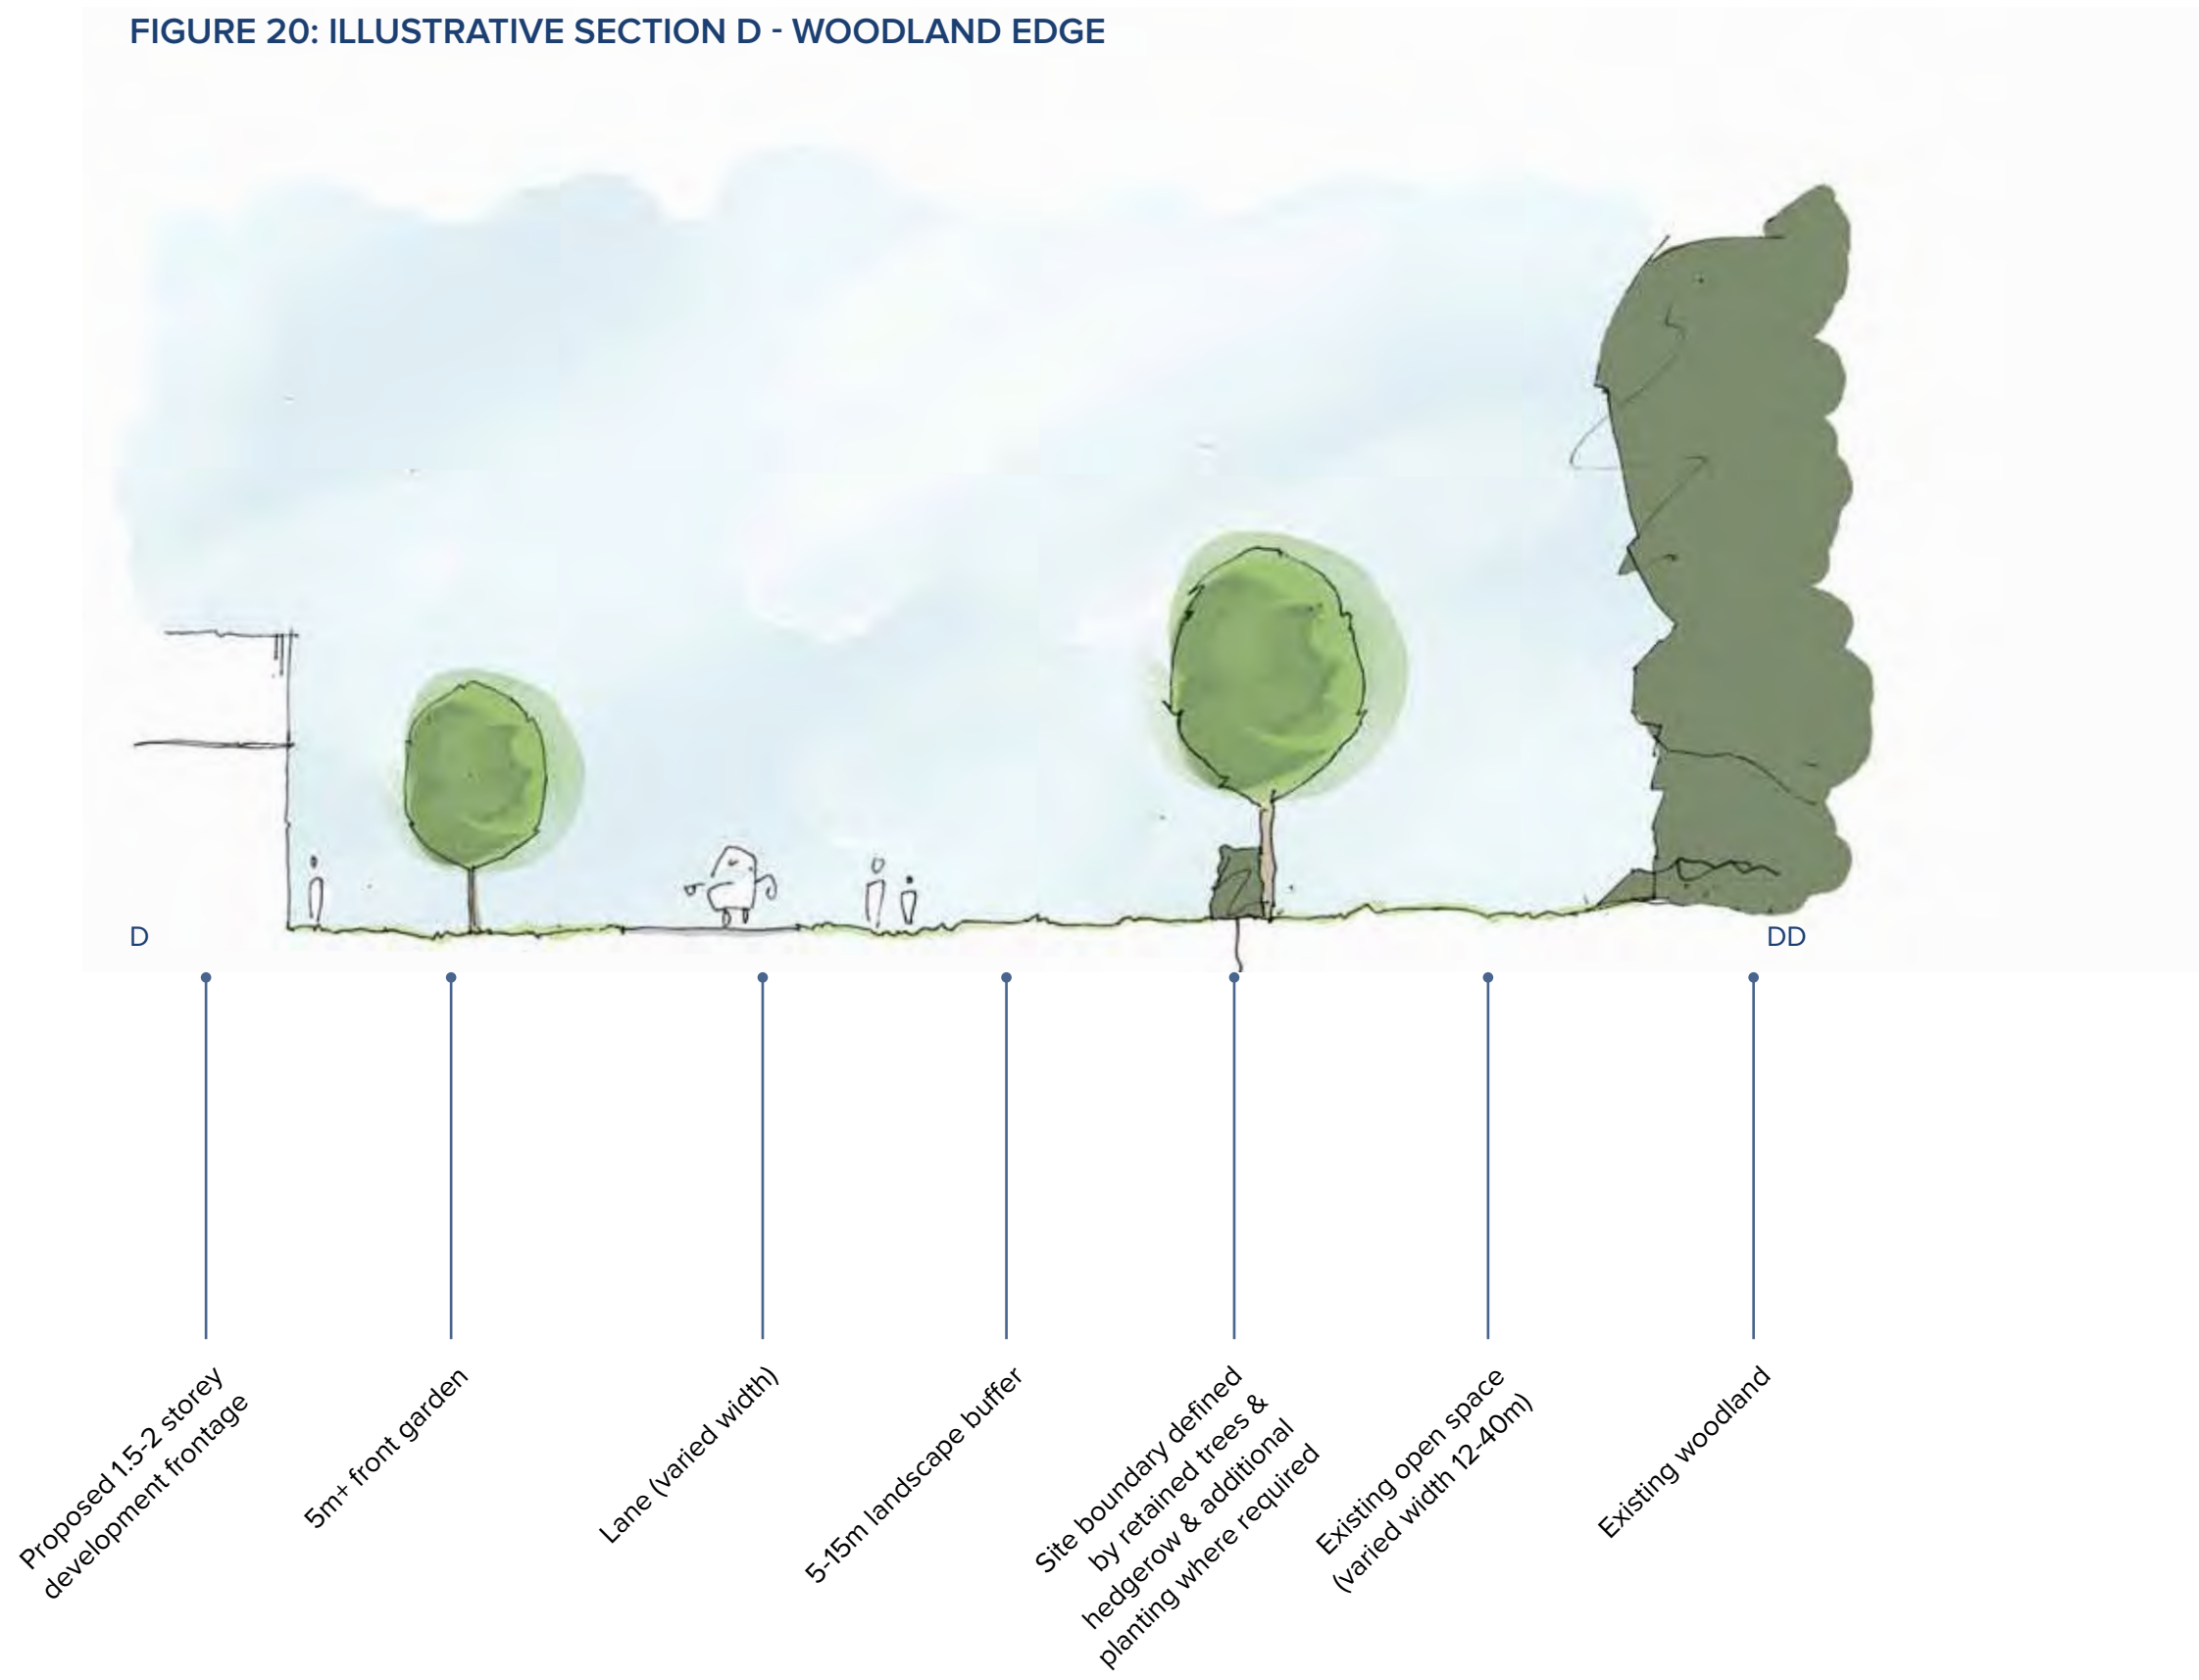 FIGURE 20: ILLUSTRATIVE SECTION D - WOODLAND EDGE
D
DD
Proposed 1.5-2 storey
development frontage
5m+ front garden
Lane (varied width)
5-15m landscape buffer
Site boundary defined
by retained trees &
hedgerow & additional
planting where required
Existing open space
(varied width 12-40m)
Existing woodland